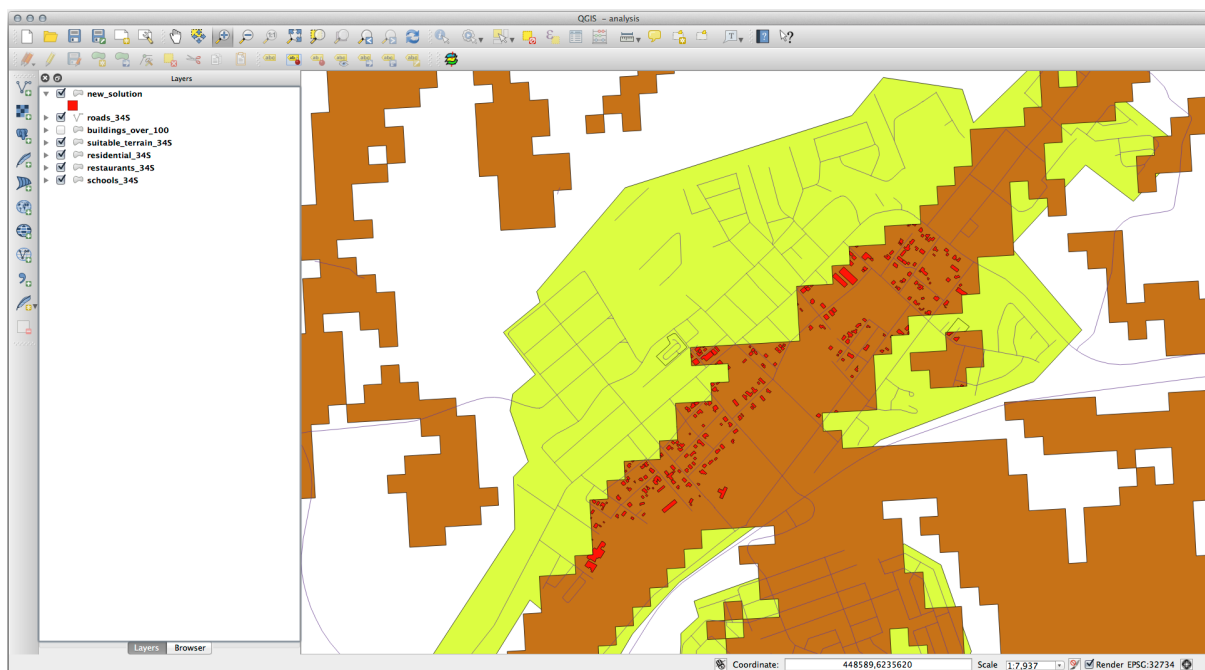 QGIS - analysis
Layers
new_solution
roads_34S
buildings_over_100
suitable_terrain_34S
residential_34S
restaurants_34S
schools_34S
Layers
Browser
Coordinate:
448589,6235620
Scale
1:7,937
Render
EPSG:32734